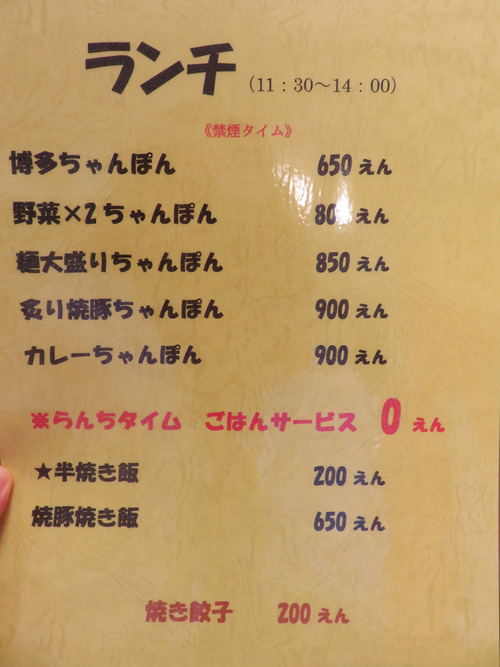 ランチ (11：30～14：00)
《禁煙タイム》
博多ちゃんぽん 650えん
野菜×2ちゃんぽん 800えん
麺大盛りちゃんぽん 850えん
炙り焼豚ちゃんぽん 900えん
カレーちゃんぽん 900えん
※らんちタイム ごはんサービス 0えん
★半焼き飯 200えん
焼豚焼き飯 650えん
焼き餃子 200えん